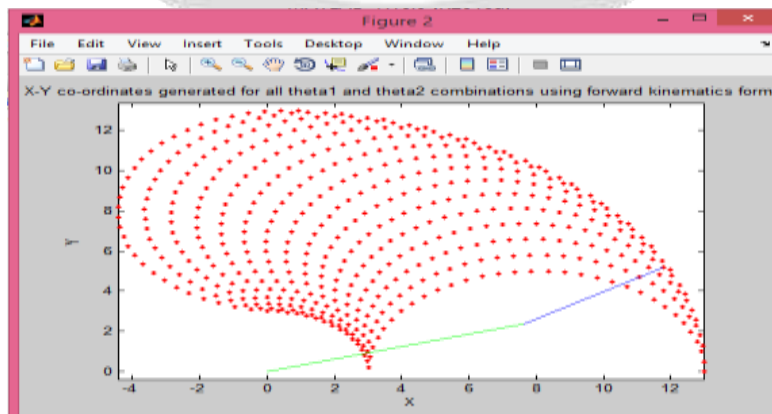 Figure 2
File Edit View Insert Tools Desktop Window Help
X-Y co-ordinates generated for all theta1 and theta2 combinations using forward kinematics form
12
10
8
6
4
2
0
Y
-4 -2 0 2 4 6 8 10 12
X